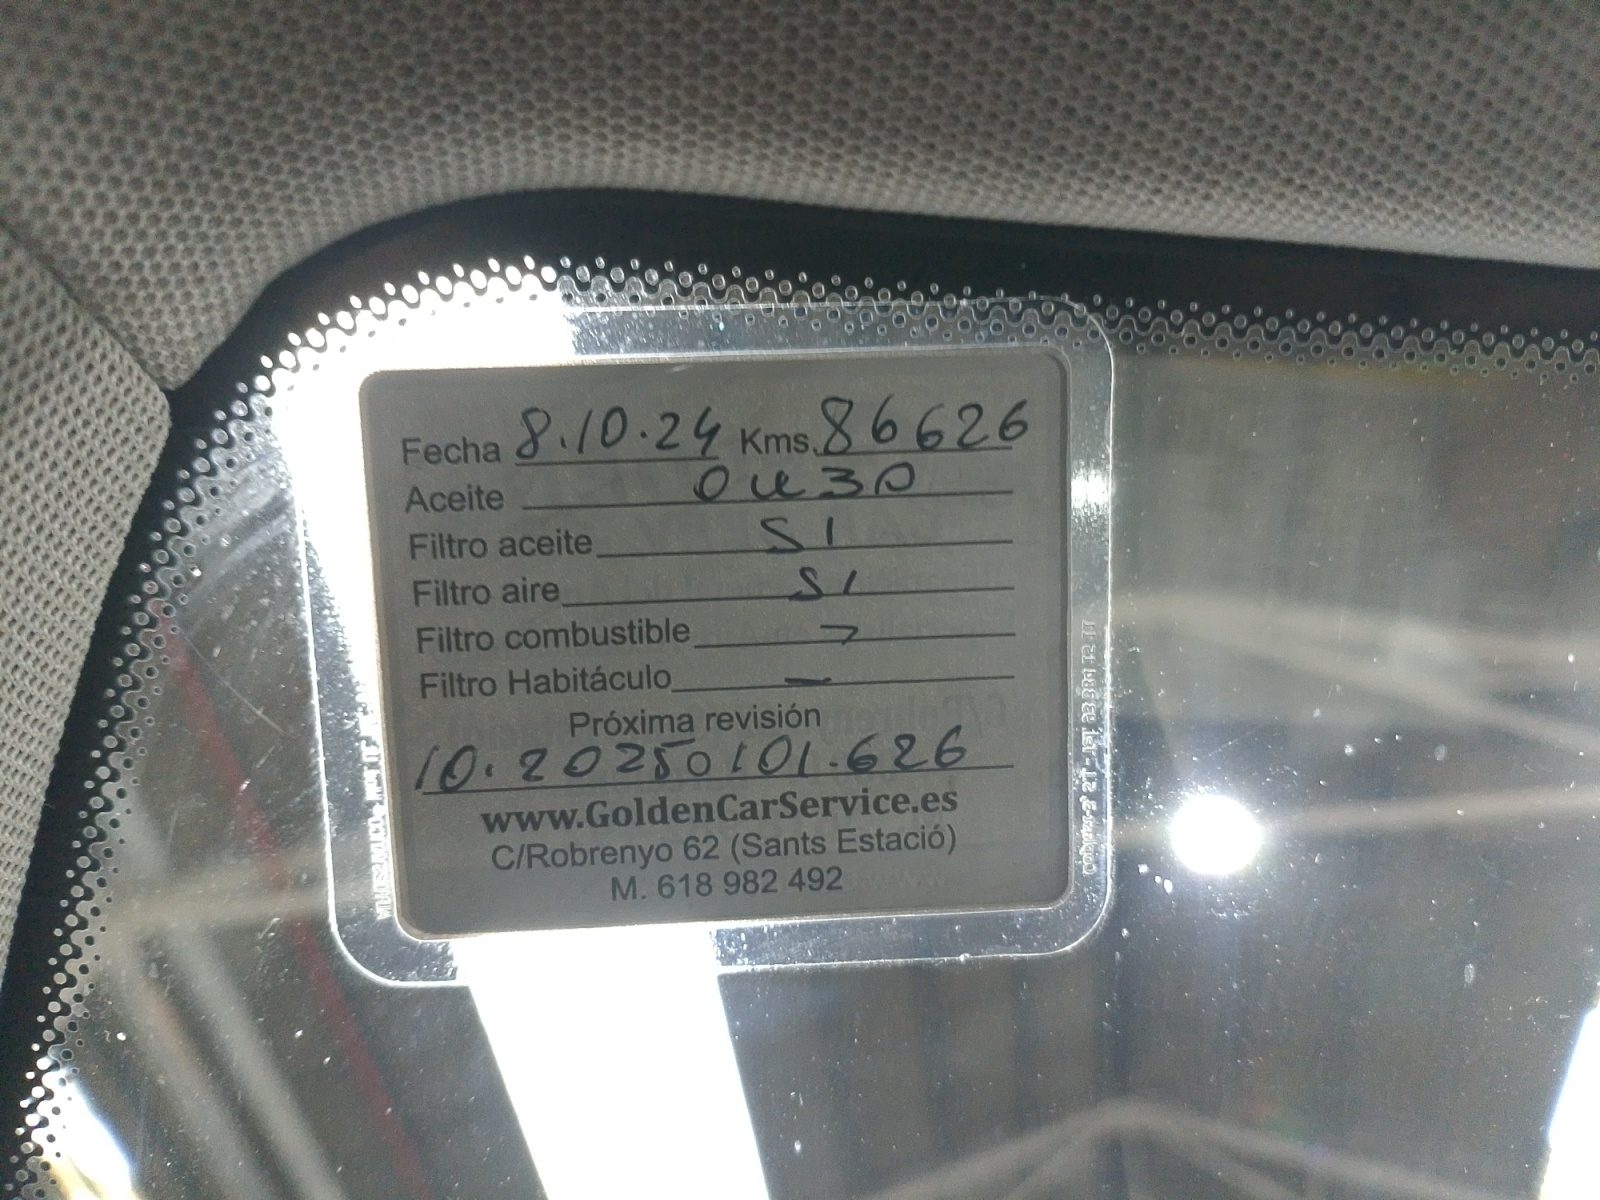 Fecha 8.10.24 Kms. 86626
Aceite 0W30
Filtro aceite SI
Filtro aire SI
Filtro combustible -
Filtro Habitáculo -
Próxima revisión
10.2025 o 101.626
www.GoldenCarService.es
C/Robrenyo 62 (Sants Estació)
M. 618 982 492